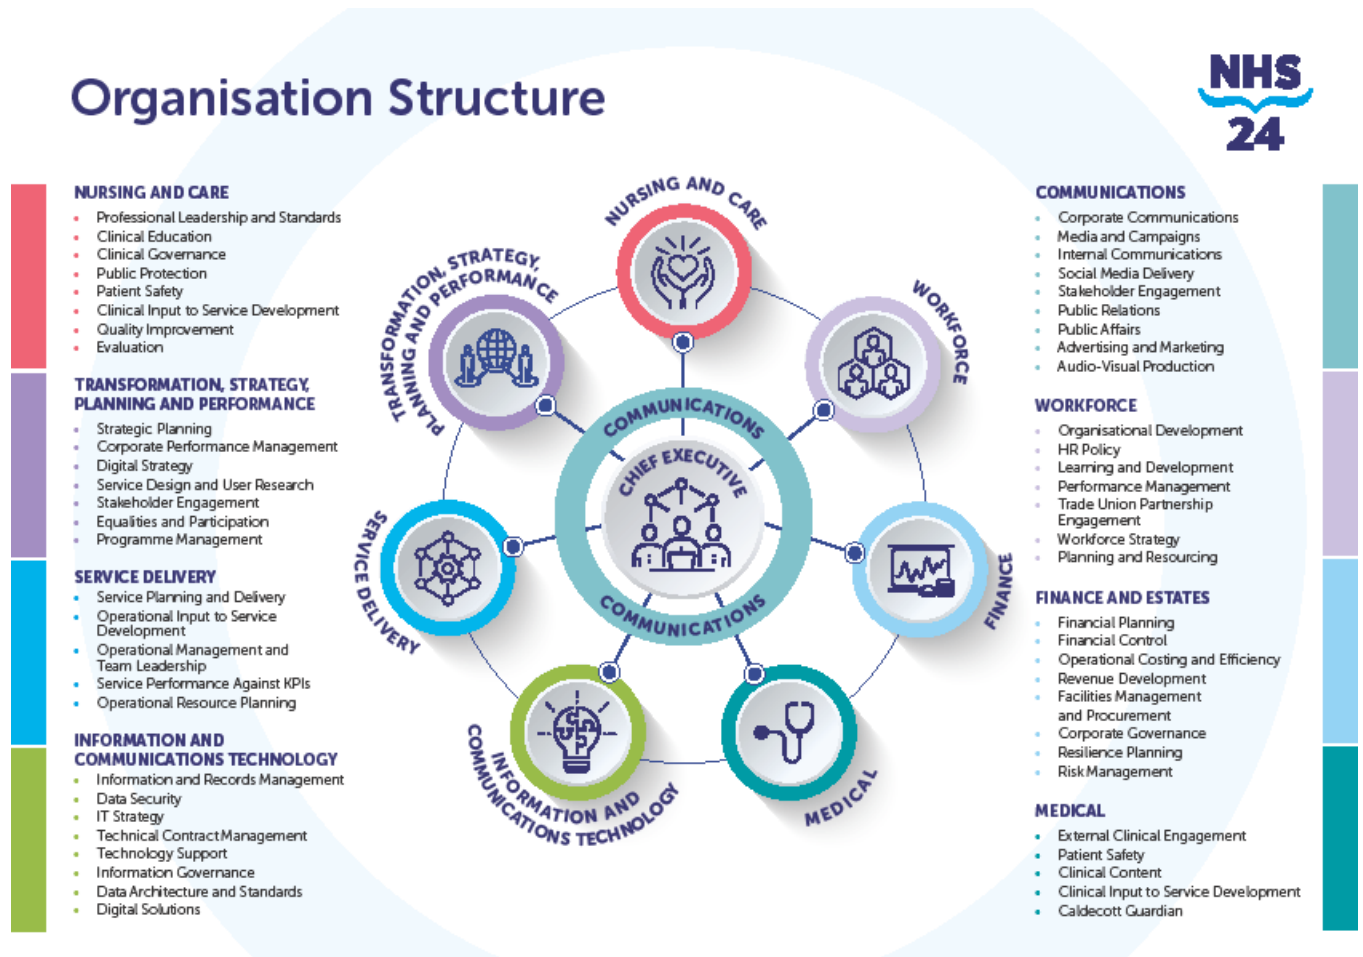 Organisation Structure
NHS
24
NURSING AND CARE
Professional Leadership and Standards
Clinical Education
Clinical Governance
Public Protection
Patient Safety
Clinical Input to Service Development
Quality Improvement
Evaluation
TRANSFORMATION, STRATEGY,
PLANNING AND PERFORMANCE
Strategic Planning
Corporate Performance Management
Digital Strategy
Service Design and User Research
Stakeholder Engagement
Equalities and Participation
Programme Management
SERVICE DELIVERY
Service Planning and Delivery
Operational Input to Service
Development
Operational Management and
Team Leadership
Service Performance Against KPIs
Operational Resource Planning
INFORMATION AND
COMMUNICATIONS TECHNOLOGY
Information and Records Management
Data Security
IT Strategy
Technical Contract Management
Technology Support
Information Governance
Data Architecture and Standards
Digital Solutions
NURSING AND CARE
WORKFORCE
FINANCE
MEDICAL
INFORMATION AND
COMMUNICATIONS TECHNOLOGY
SERVICE DELIVERY
TRANSFORMATION, STRATEGY,
PLANNING AND PERFORMANCE
COMMUNICATIONS
CHIEF EXECUTIVE
COMMUNICATIONS
COMMUNICATIONS
Corporate Communications
Media and Campaigns
Internal Communications
Social Media Delivery
Stakeholder Engagement
Public Relations
Public Affairs
Advertising and Marketing
Audio-Visual Production
WORKFORCE
Organisational Development
HR Policy
Learning and Development
Performance Management
Trade Union Partnership
Engagement
Workforce Strategy
Planning and Resourcing
FINANCE AND ESTATES
Financial Planning
Financial Control
Operational Costing and Efficiency
Revenue Development
Facilities Management
and Procurement
Corporate Governance
Resilience Planning
Risk Management
MEDICAL
External Clinical Engagement
Patient Safety
Clinical Content
Clinical Input to Service Development
Caldecott Guardian